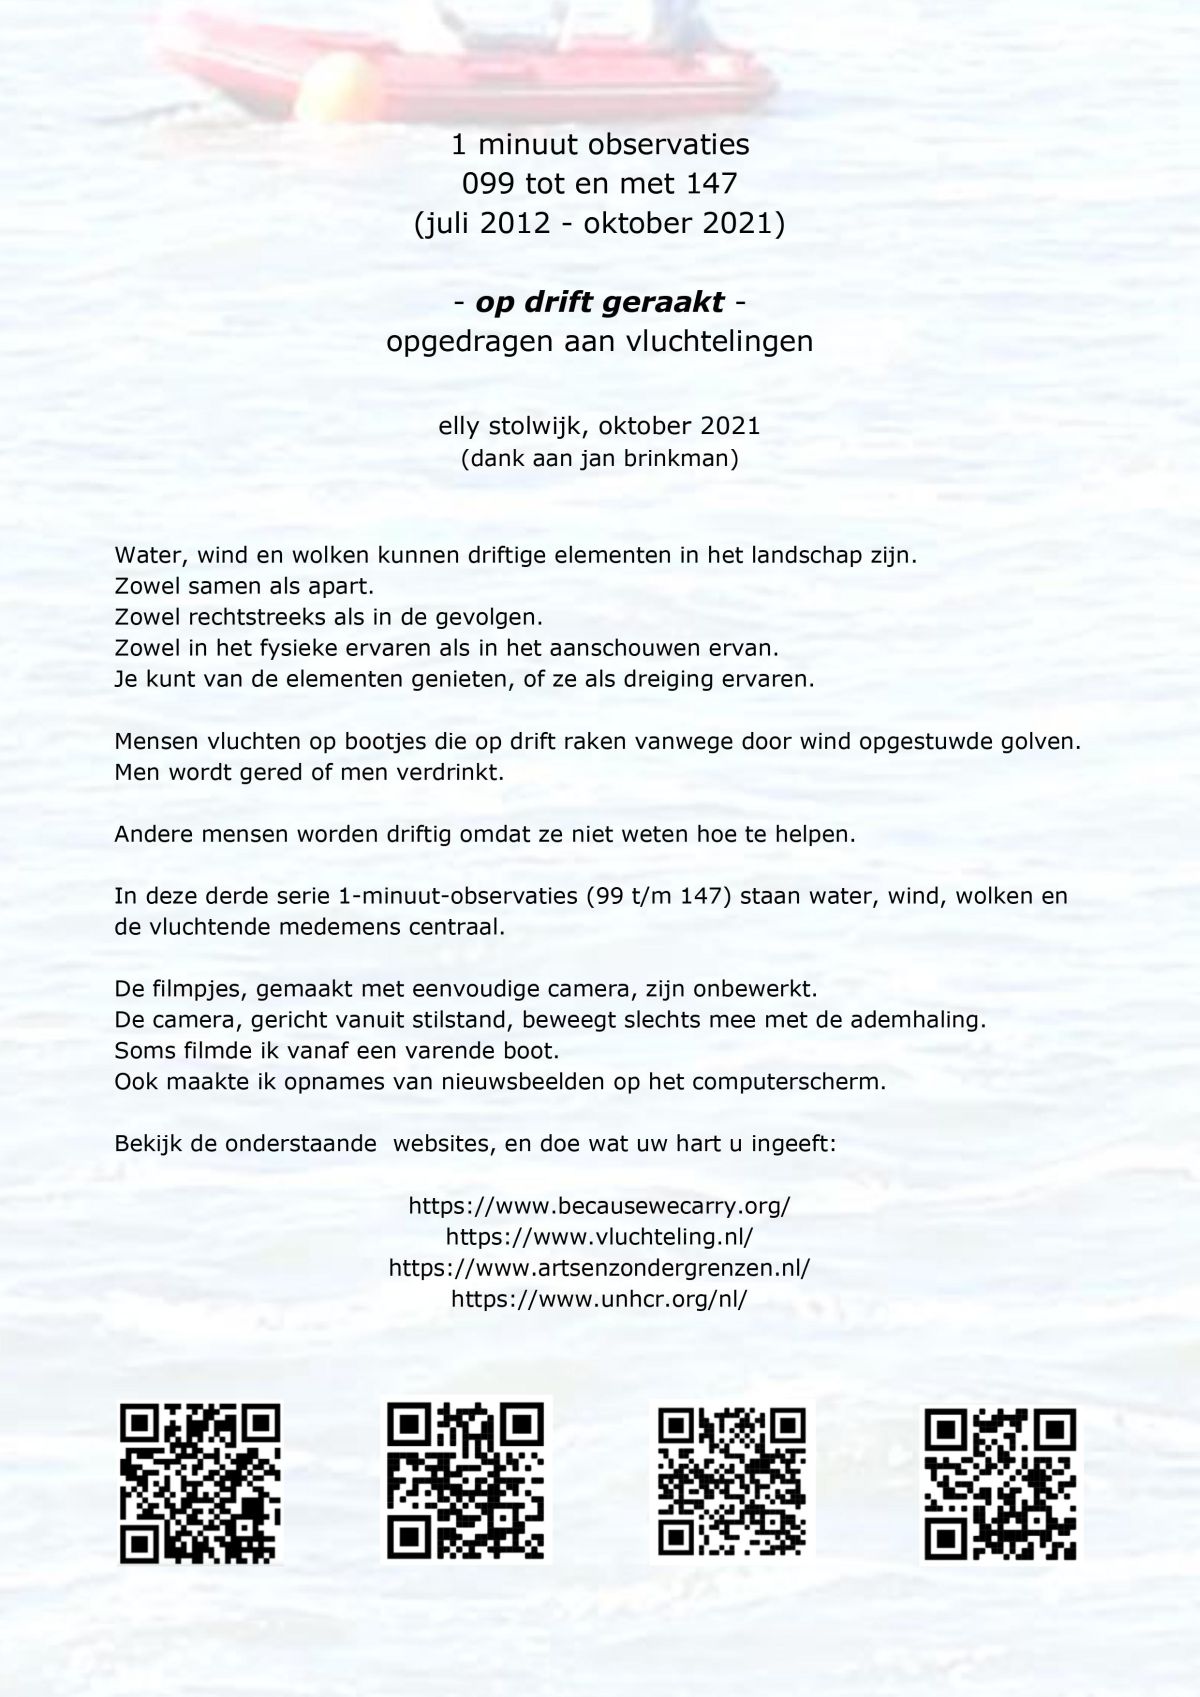 1 minuut observaties
099 tot en met 147
(juli 2012 - oktober 2021)
- op drift geraakt -
opgedragen aan vluchtelingen
elly stolwijk, oktober 2021
(dank aan jan brinkman)
Water, wind en wolken kunnen driftige elementen in het landschap zijn.
Zowel samen als apart.
Zowel rechtstreeks als in de gevolgen.
Zowel in het fysieke ervaren als in het aanschouwen ervan.
Je kunt van de elementen genieten, of ze als dreiging ervaren.
Mensen vluchten op bootjes die op drift raken vanwege door wind opgestuwde golven.
Men wordt gered of men verdrinkt.
Andere mensen worden driftig omdat ze niet weten hoe te helpen.
In deze derde serie 1-minuut-observaties (99 t/m 147) staan water, wind, wolken en
de vluchtende medemens centraal.
De filmpjes, gemaakt met eenvoudige camera, zijn onbewerkt.
De camera, gericht vanuit stilstand, beweegt slechts mee met de ademhaling.
Soms filmde ik vanaf een varende boot.
Ook maakte ik opnames van nieuwsbeelden op het computerscherm.
Bekijk de onderstaande  websites, en doe wat uw hart u ingeeft:
https://www.becausewecarry.org/
https://www.vluchteling.nl/
https://www.artsenzondergrenzen.nl/
https://www.unhcr.org/nl/